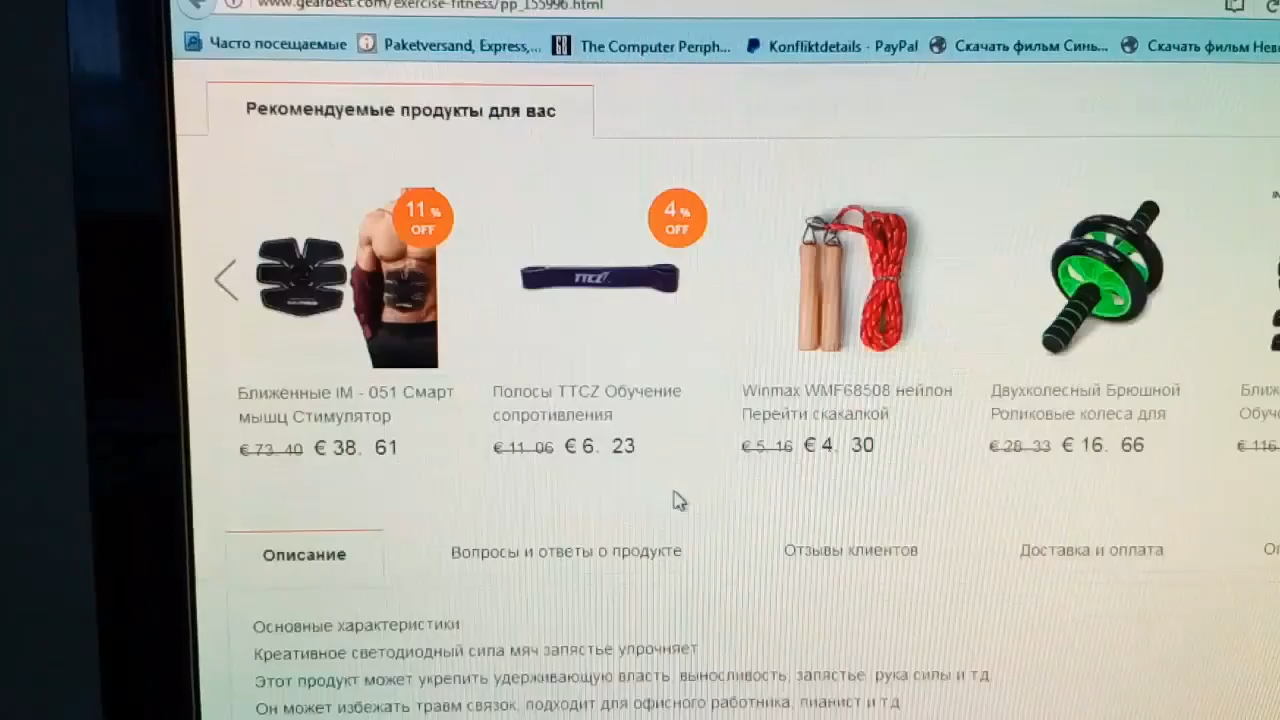 www.gearbest.com/exercise-fitness/pp_155996.html
Часто посещаемые Paketversand, Express,... The Computer Periph... Konfliktdetails - PayPal Скачать фильм Синь... Скачать фильм Нев
Рекомендуемые продукты для вас
11% OFF
4% OFF
TTCZ
Ближенные IM - 051 Смарт
мышц Стимулятор
€ 73. 40 € 38. 61
Полосы TTCZ Обучение
сопротивления
€ 11. 06 € 6. 23
Winmax WMF68508 нейлон
Перейти скакалкой
€ 5. 16 € 4. 30
Двухколесный Брюшной
Роликовые колеса для
€ 28. 33 € 16. 66
Ближ
Обуч
€ 116.
Описание Вопросы и ответы о продукте Отзывы клиентов Доставка и оплата
Основные характеристики
Креативное светодиодный сила мяч запястье упрочняет
Этот продукт может укрепить удерживающую власть, выносливость, запястье, рука силы и т.д.
Он может избежать травм связок, подходит для офисного работника, пианист и т.д.